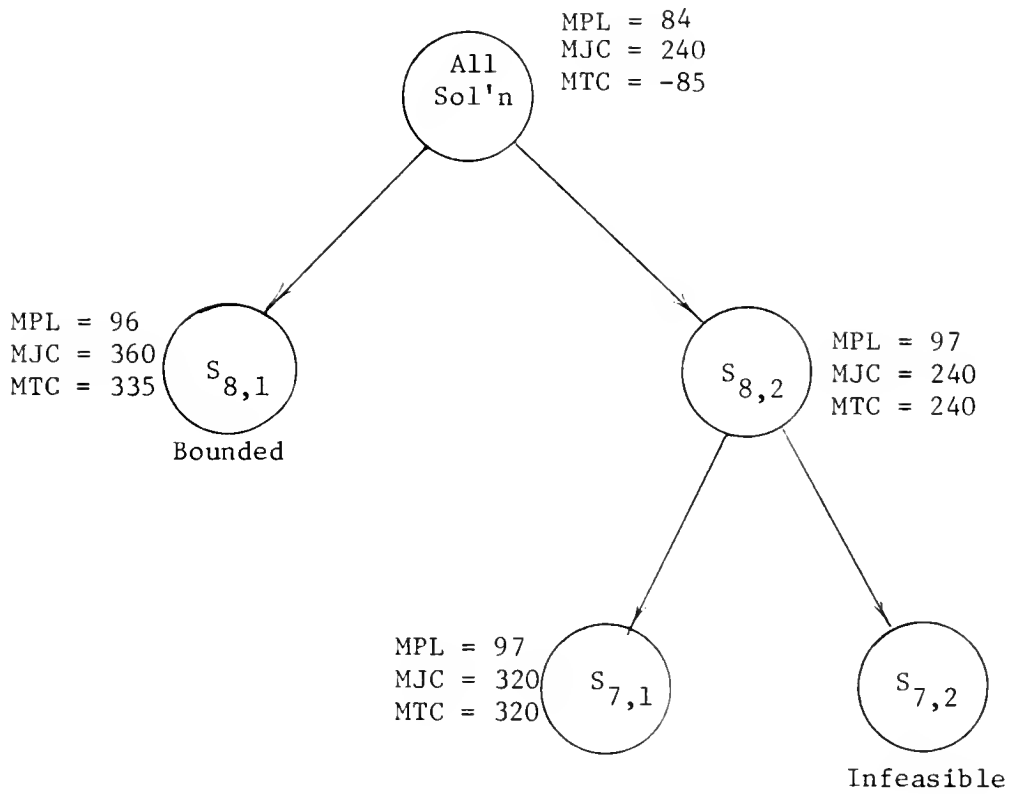 MPL = 84
MJC = 240
MTC = -85
All
Sol'n
MPL = 96
MJC = 360
MTC = 335
S8,1
Bounded
S8,2
MPL = 97
MJC = 240
MTC = 240
MPL = 97
MJC = 320
MTC = 320
S7,1
S7,2
Infeasible